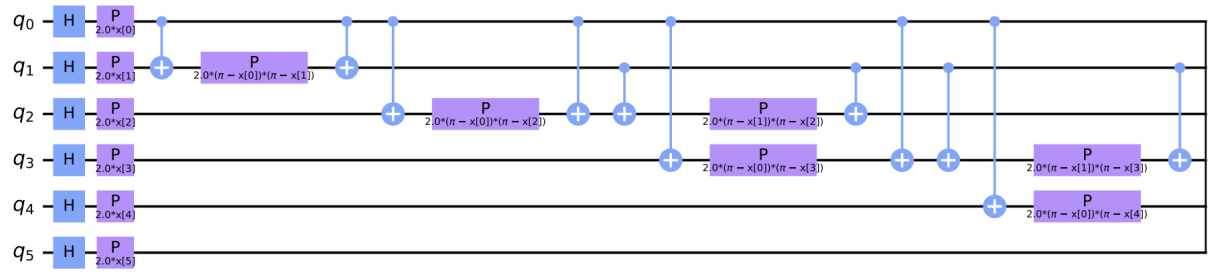 q0 H P 2.0*x[0]
q1 H P 2.0*x[1] P 2.0*(π − x[0])*(π − x[1])
q2 H P 2.0*x[2] P 2.0*(π − x[0])*(π − x[2]) P 2.0*(π − x[1])*(π − x[2])
q3 H P 2.0*x[3] P 2.0*(π − x[0])*(π − x[3]) P 2.0*(π − x[1])*(π − x[3])
q4 H P 2.0*x[4] P 2.0*(π − x[0])*(π − x[4])
q5 H P 2.0*x[5]